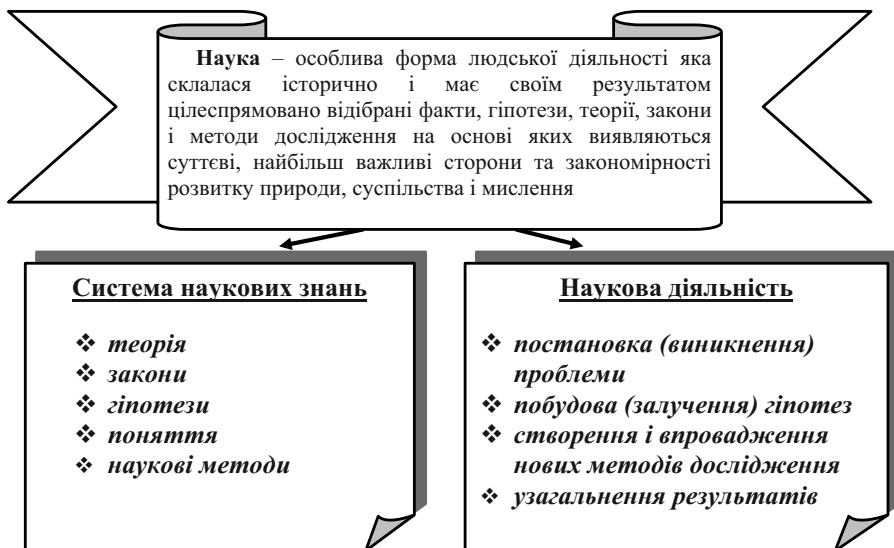 Наука – особлива форма людської діяльності яка
склалася історично і має своїм результатом
цілеспрямовано відібрані факти, гіпотези, теорії, закони
і методи дослідження на основі яких виявляються
суттєві, найбільш важливі сторони та закономірності
розвитку природи, суспільства і мислення
Система наукових знань
❖ теорія
❖ закони
❖ гіпотези
❖ поняття
❖ наукові методи
Наукова діяльність
❖ постановка (виникнення)
проблеми
❖ побудова (залучення) гіпотез
❖ створення і впровадження
нових методів дослідження
❖ узагальнення результатів